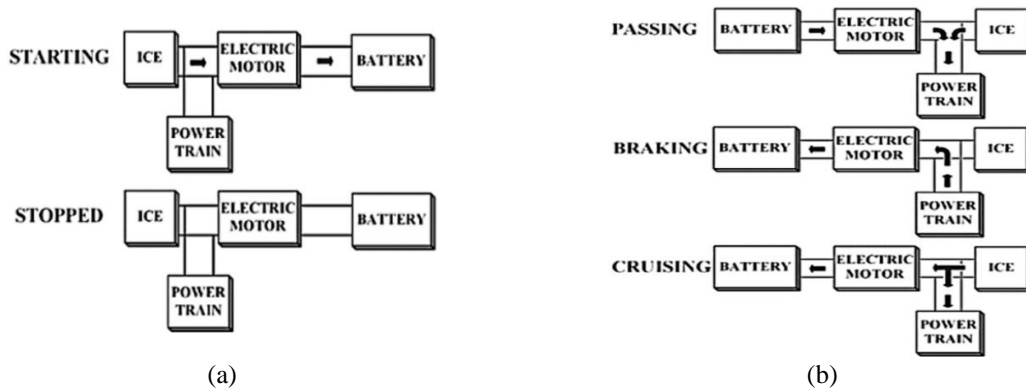 STARTING
ICE
ELECTRIC
MOTOR
BATTERY
POWER
TRAIN
STOPPED
ICE
ELECTRIC
MOTOR
BATTERY
POWER
TRAIN
(a)
PASSING
BATTERY
ELECTRIC
MOTOR
ICE
POWER
TRAIN
BRAKING
BATTERY
ELECTRIC
MOTOR
ICE
POWER
TRAIN
CRUISING
BATTERY
ELECTRIC
MOTOR
ICE
POWER
TRAIN
(b)